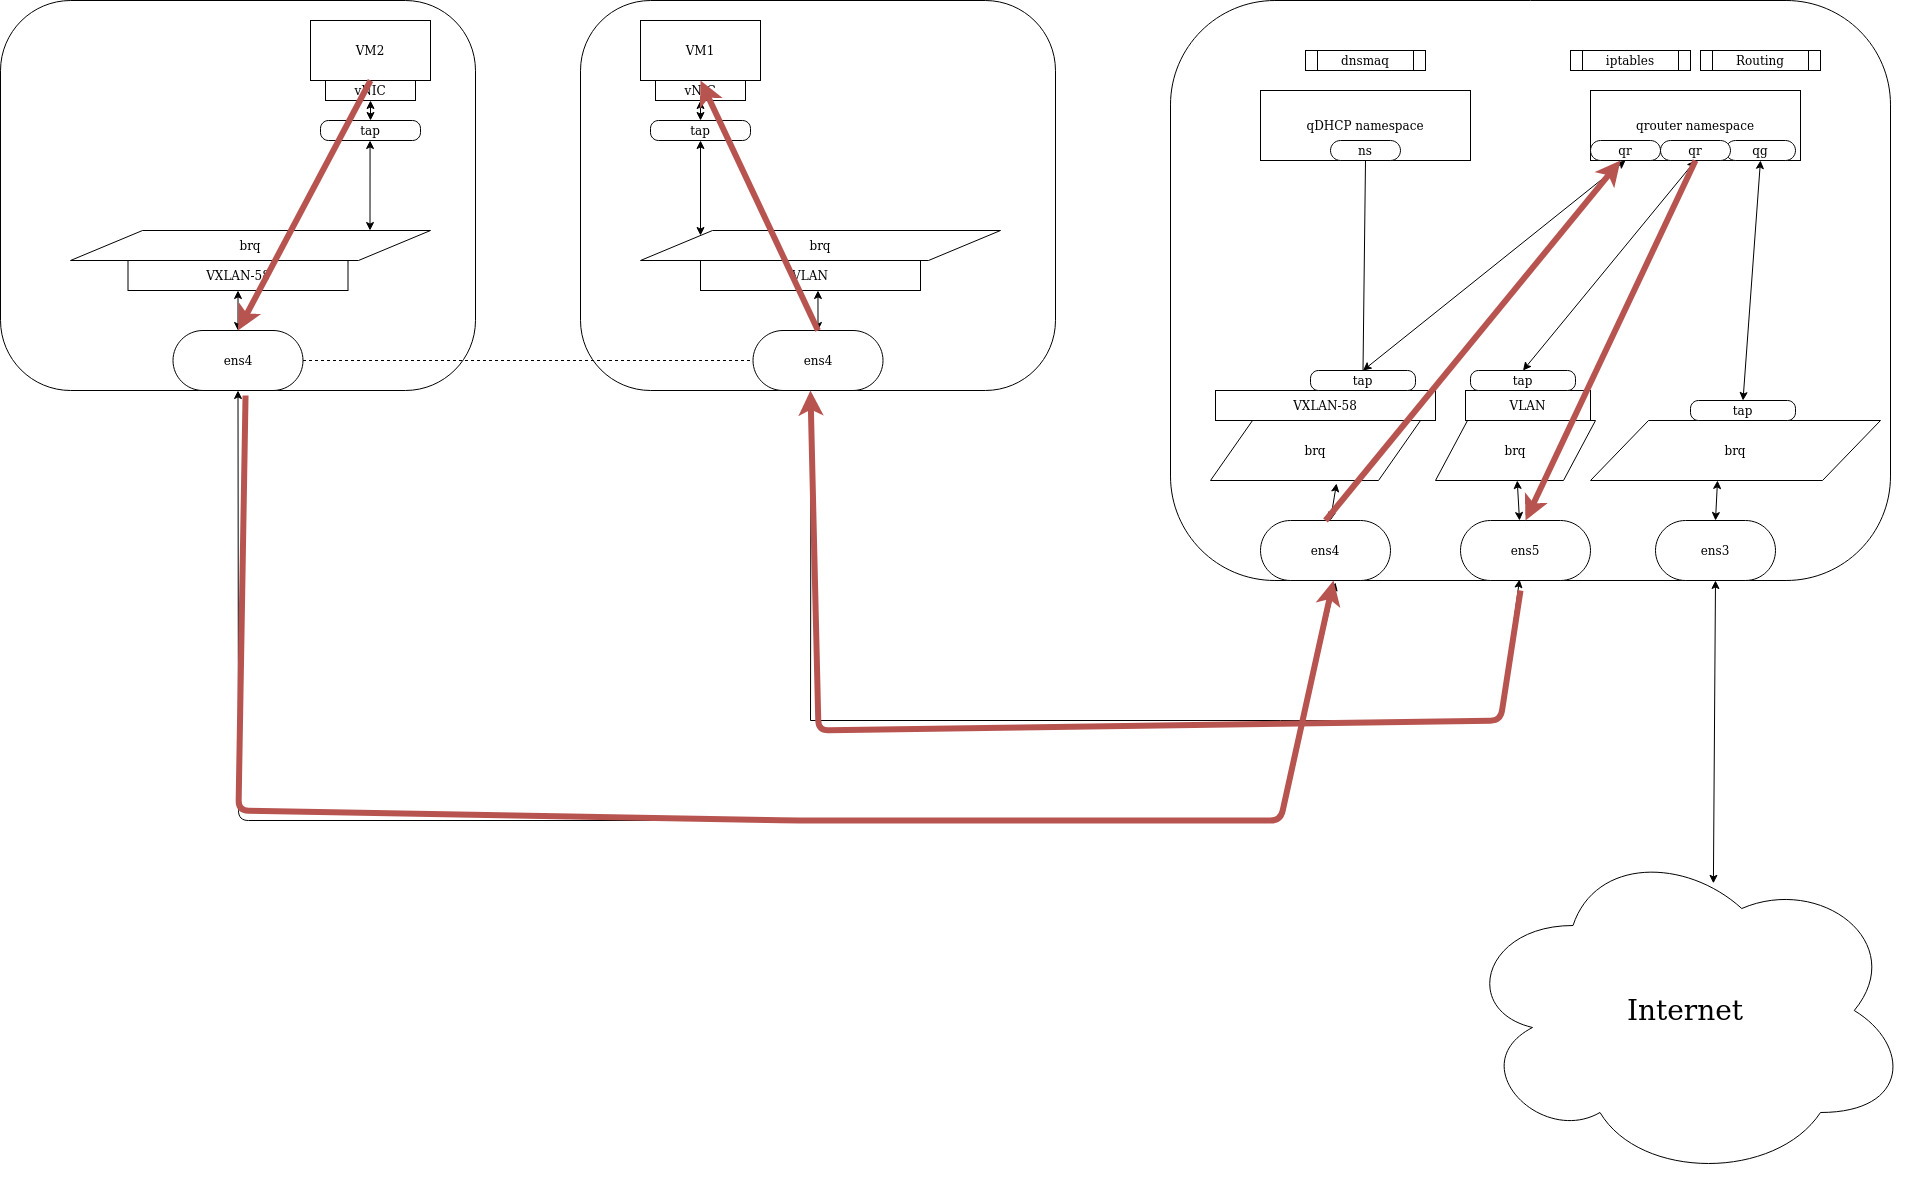 VM2
vNIC
tap
brq
VXLAN-58
ens4
VM1
vNIC
tap
brq
VLAN
ens4
dnsmaq
iptables
Routing
qDHCP namespace
ns
qrouter namespace
qr
qr
qg
tap
VXLAN-58
brq
tap
VLAN
brq
tap
brq
ens4
ens5
ens3
Internet